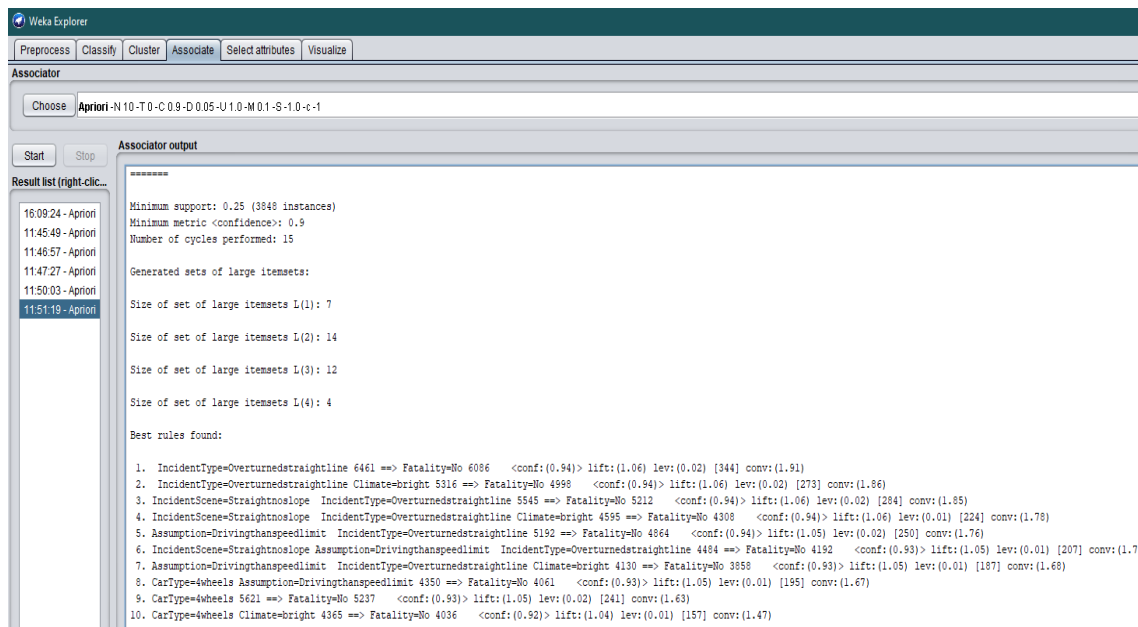 Weka Explorer
Preprocess Classify Cluster Associate Select attributes Visualize
Associator
Choose Apriori -N 10 -T 0 -C 0.9 -D 0.05 -U 1.0 -M 0.1 -S -1.0 -c -1
Start Stop
Result list (right-clic...
16:09:24 - Apriori
11:45:49 - Apriori
11:46:57 - Apriori
11:47:27 - Apriori
11:50:03 - Apriori
11:51:19 - Apriori
Associator output
=======
Minimum support: 0.25 (3848 instances)
Minimum metric <confidence>: 0.9
Number of cycles performed: 15
Generated sets of large itemsets:
Size of set of large itemsets L(1): 7
Size of set of large itemsets L(2): 14
Size of set of large itemsets L(3): 12
Size of set of large itemsets L(4): 4
Best rules found:
1. IncidentType=Overturnedstraightline 6461 ==> Fatality=No 6086 <conf:(0.94)> lift:(1.06) lev:(0.02) [344] conv:(1.91)
2. IncidentType=Overturnedstraightline Climate=bright 5316 ==> Fatality=No 4998 <conf:(0.94)> lift:(1.06) lev:(0.02) [273] conv:(1.86)
3. IncidentScene=Straightnoslope IncidentType=Overturnedstraightline 5545 ==> Fatality=No 5212 <conf:(0.94)> lift:(1.06) lev:(0.02) [284] conv:(1.85)
4. IncidentScene=Straightnoslope IncidentType=Overturnedstraightline Climate=bright 4595 ==> Fatality=No 4308 <conf:(0.94)> lift:(1.06) lev:(0.01) [224] conv:(1.78)
5. Assumption=Drivingthanspeedlimit IncidentType=Overturnedstraightline 5192 ==> Fatality=No 4864 <conf:(0.94)> lift:(1.05) lev:(0.02) [250] conv:(1.76)
6. IncidentScene=Straightnoslope Assumption=Drivingthanspeedlimit IncidentType=Overturnedstraightline 4484 ==> Fatality=No 4192 <conf:(0.93)> lift:(1.05) lev:(0.01) [207] conv:(1.7
7. Assumption=Drivingthanspeedlimit IncidentType=Overturnedstraightline Climate=bright 4130 ==> Fatality=No 3858 <conf:(0.93)> lift:(1.05) lev:(0.01) [187] conv:(1.68)
8. CarType=4wheels Assumption=Drivingthanspeedlimit 4350 ==> Fatality=No 4061 <conf:(0.93)> lift:(1.05) lev:(0.01) [195] conv:(1.67)
9. CarType=4wheels 5621 ==> Fatality=No 5237 <conf:(0.93)> lift:(1.05) lev:(0.02) [241] conv:(1.63)
10. CarType=4wheels Climate=bright 4365 ==> Fatality=No 4036 <conf:(0.92)> lift:(1.04) lev:(0.01) [157] conv:(1.47)